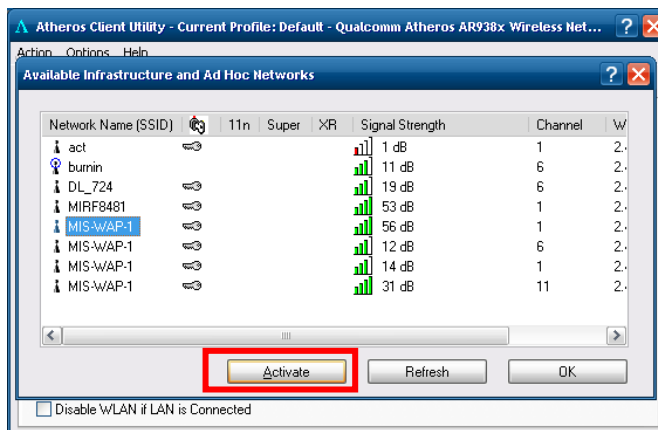 Atheros Client Utility - Current Profile: Default - Qualcomm Atheros AR938x Wireless Net... ?
Action Options Help
Available Infrastructure and Ad Hoc Networks ?
Network Name (SSID) 11n Super XR Signal Strength Channel W
act 1 dB 1 2.
burnin 11 dB 6 2.
DL_724 19 dB 6 2.
MIRF8481 53 dB 1 2.
MIS-WAP-1 56 dB 1 2.
MIS-WAP-1 12 dB 6 2.
MIS-WAP-1 14 dB 1 2.
MIS-WAP-1 31 dB 11 2.
Activate Refresh OK
Disable WLAN if LAN is Connected